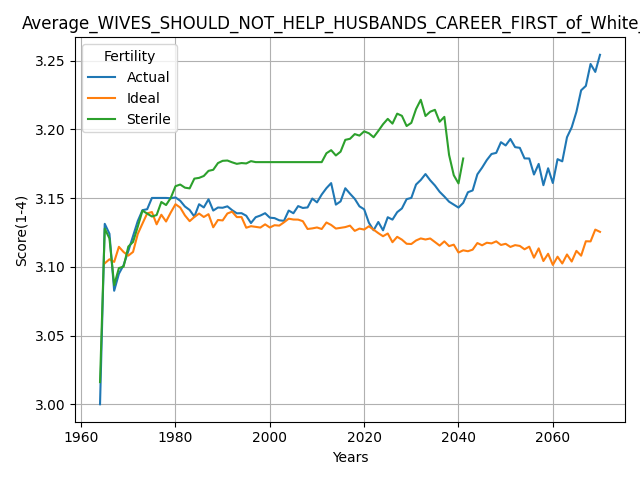 Average_WIVES_SHOULD_NOT_HELP_HUSBANDS_CAREER_FIRST_of_White_
Fertility
Actual
Ideal
Sterile
3.25
3.20
3.15
3.10
3.05
3.00
Score(1-4)
1960 1980 2000 2020 2040 2060
Years